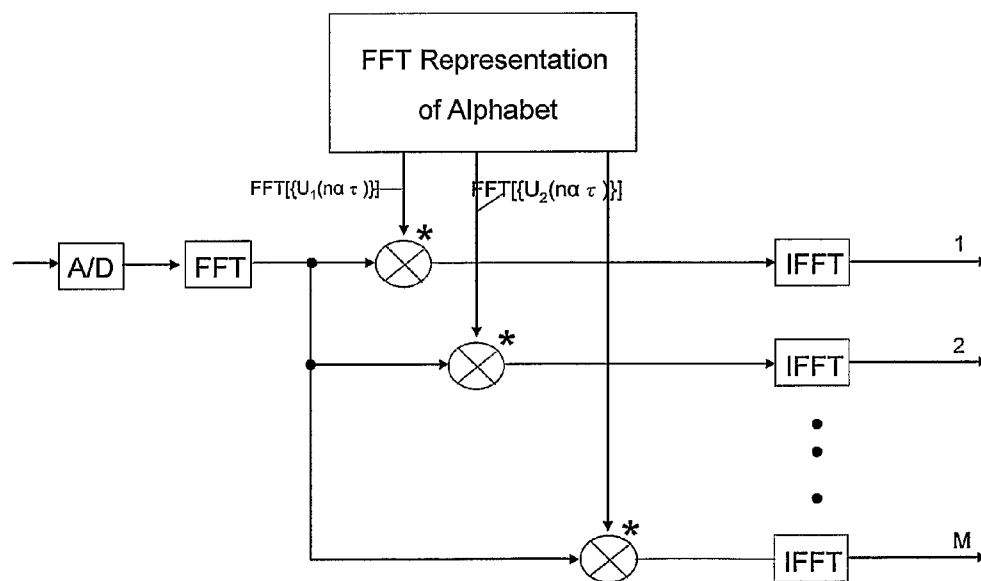 FFT Representation
of Alphabet
FFT[{U₁(nα τ)}]
FFT[{U₂(nα τ)}]
*
A/D
FFT
IFFT
1
*
IFFT
2
*
IFFT
M